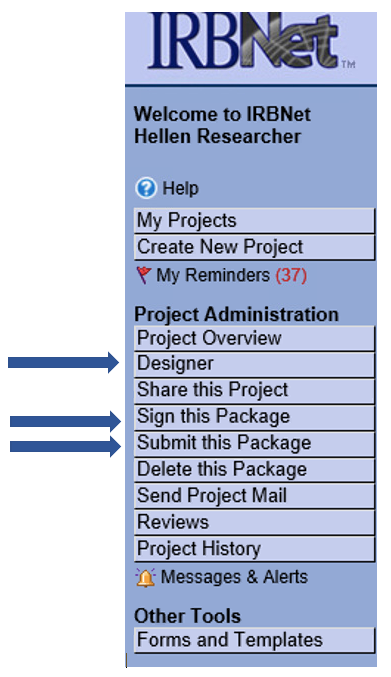 IRBNet™
Welcome to IRBNet
Hellen Researcher
Help
My Projects
Create New Project
My Reminders (37)
Project Administration
Project Overview
Designer
Share this Project
Sign this Package
Submit this Package
Delete this Package
Send Project Mail
Reviews
Project History
Messages & Alerts
Other Tools
Forms and Templates